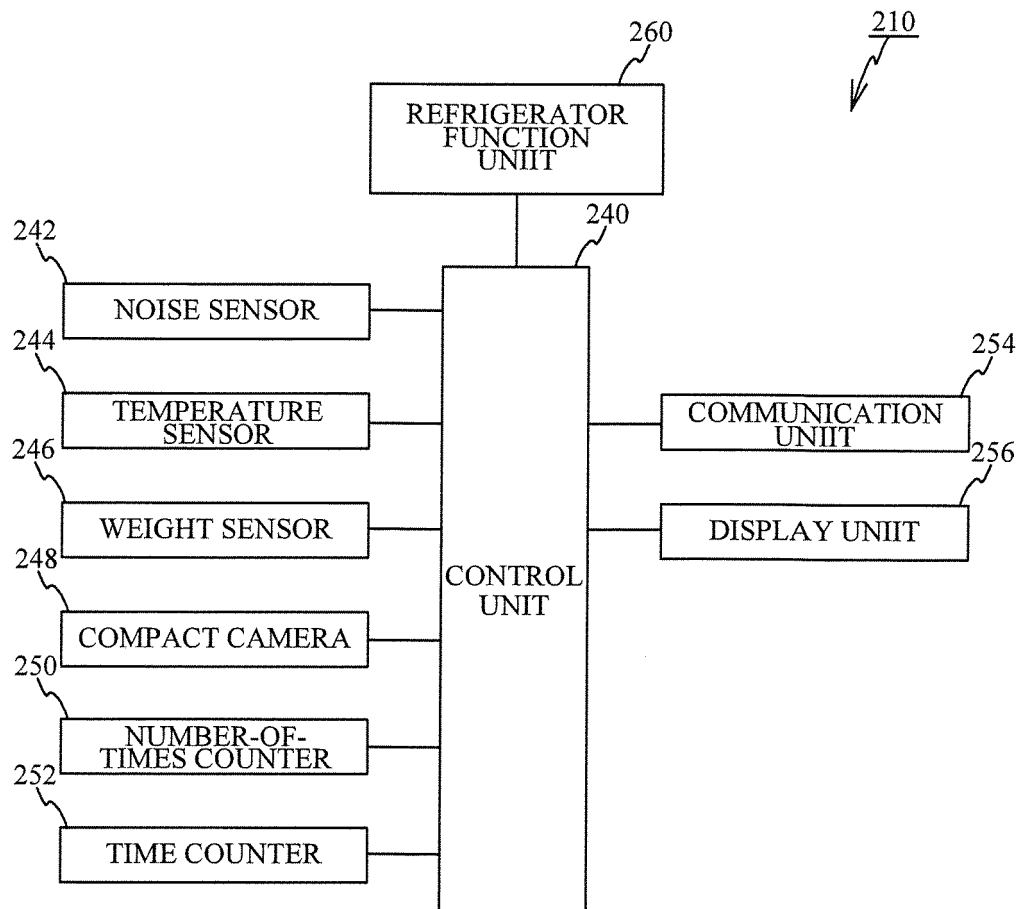 210
260
REFRIGERATOR
FUNCTION
UNIIT
240
242
NOISE SENSOR
244
TEMPERATURE
SENSOR
246
WEIGHT SENSOR
248
COMPACT CAMERA
250
NUMBER-OF-
TIMES COUNTER
252
TIME COUNTER
CONTROL
UNIT
254
COMMUNICATION
UNIIT
256
DISPLAY UNIIT